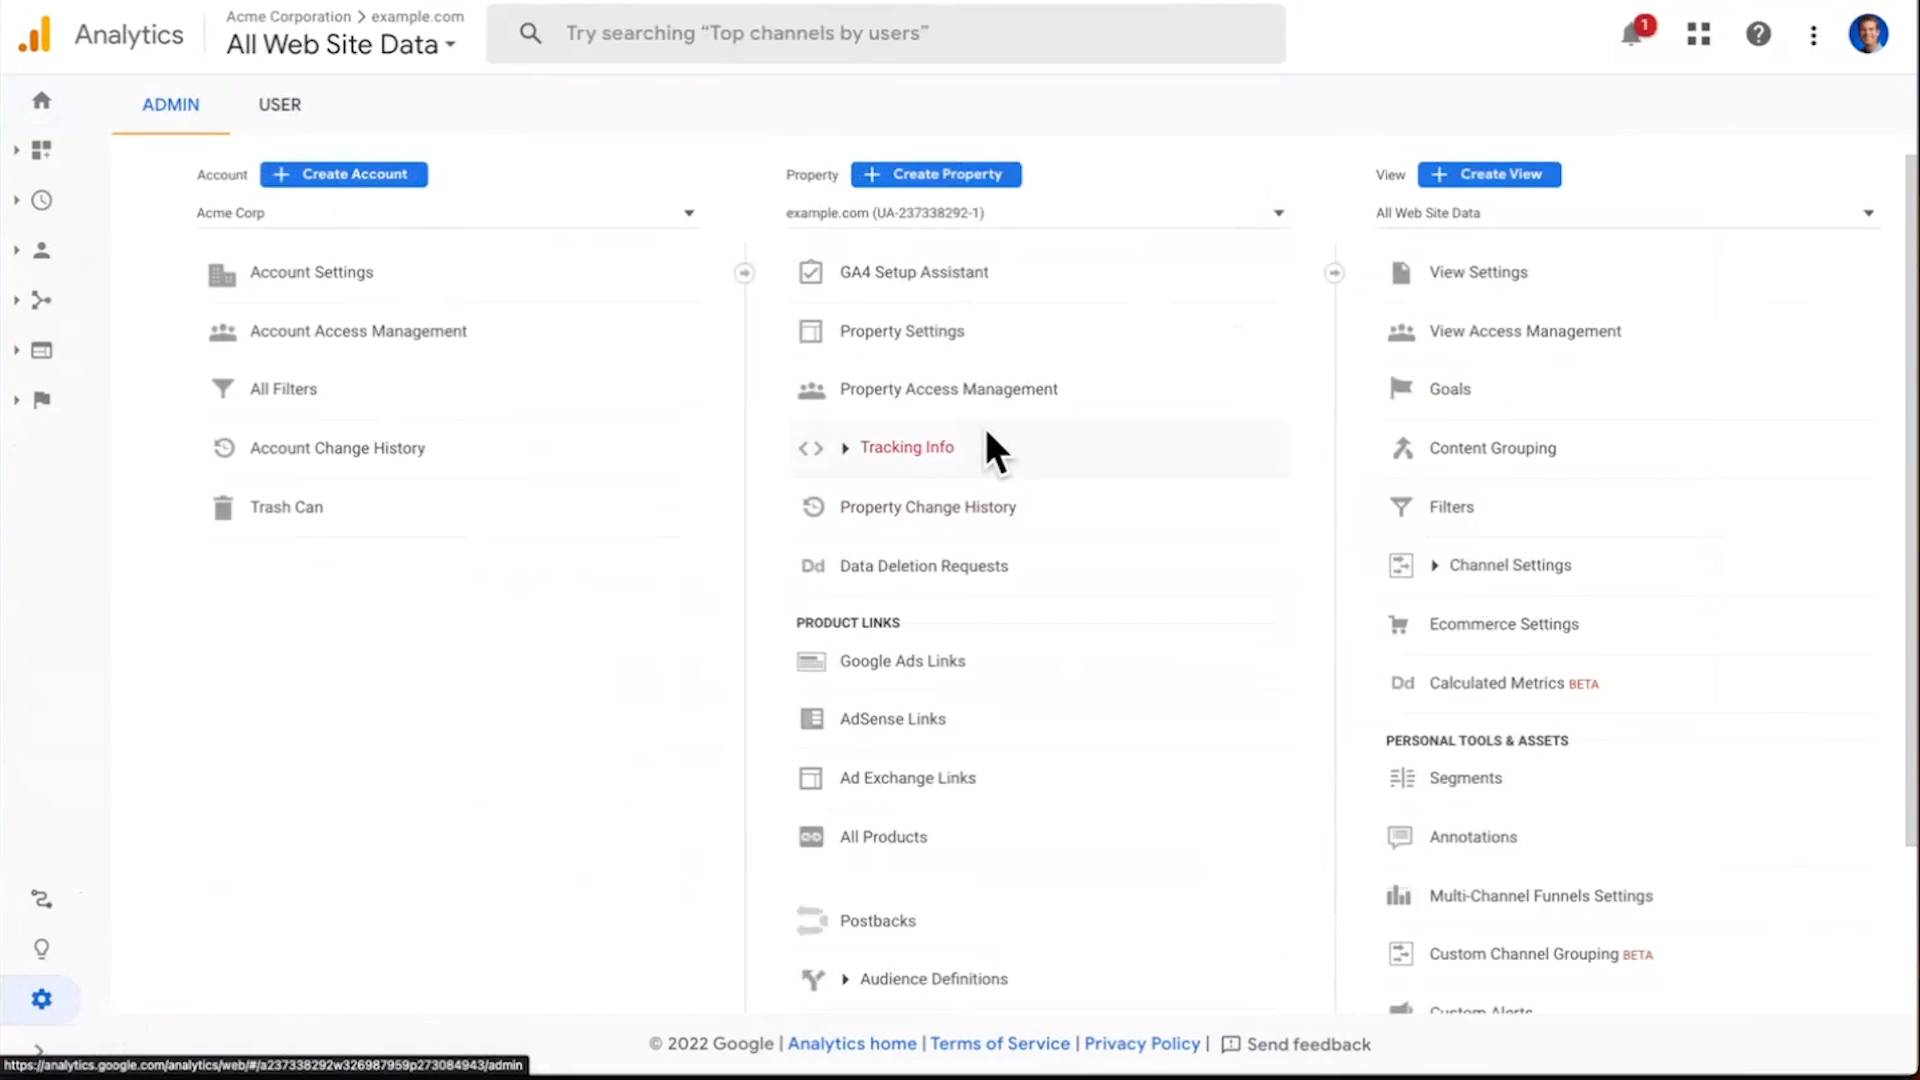 Analytics
Acme Corporation > example.com
All Web Site Data
Try searching “Top channels by users”
1
ADMIN
USER
Account
Create Account
Property
Create Property
View
Create View
Acme Corp
example.com (UA-237338292-1)
All Web Site Data
Account Settings
Account Access Management
All Filters
Account Change History
Trash Can
GA4 Setup Assistant
Property Settings
Property Access Management
Tracking Info
Property Change History
Dd Data Deletion Requests
PRODUCT LINKS
Google Ads Links
AdSense Links
Ad Exchange Links
All Products
Postbacks
Audience Definitions
View Settings
View Access Management
Goals
Content Grouping
Filters
Channel Settings
Ecommerce Settings
Dd Calculated Metrics BETA
PERSONAL TOOLS & ASSETS
Segments
Annotations
Multi-Channel Funnels Settings
Custom Channel Grouping BETA
Custom Alerts
© 2022 Google | Analytics home | Terms of Service | Privacy Policy | Send feedback
https://analytics.google.com/analytics/web/#/a237338292w326987959p273084943/admin